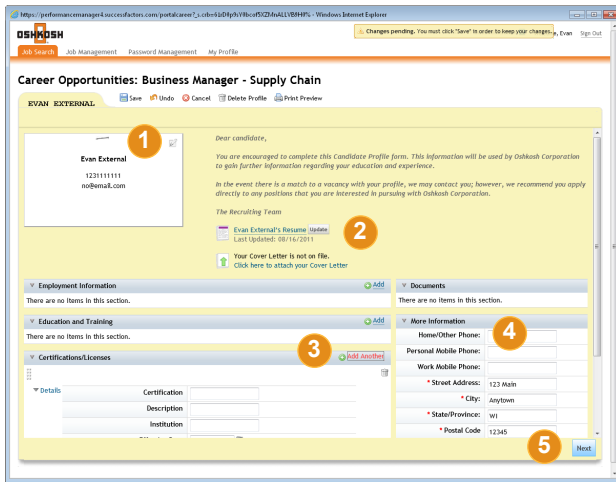 https://performancemanager4.successfactors.com/portalcareer?_s.crb= - Windows Internet Explorer
OSHKOSH
Changes pending. You must click "Save" in order to keep your changes.
, Evan Sign Out
Job Search Job Management Password Management My Profile
Career Opportunities: Business Manager - Supply Chain
EVAN EXTERNAL
Save Undo Cancel Delete Profile Print Preview
1
Evan External
1231111111
no@email.com
Dear candidate,
You are encouraged to complete this Candidate Profile form. This information will be used by Oshkosh Corporation
to gain further information regarding your education and experience.
In the event there is a match to a vacancy with your profile, we may contact you; however, we recommend you apply
directly to any positions that you are interested in pursuing with Oshkosh Corporation.
The Recruiting Team
Evan External's Resume Update
Last Updated: 08/16/2011
2
Your Cover Letter is not on file.
Click here to attach your Cover Letter
Employment Information Add
There are no items in this section.
Documents
There are no items in this section.
Education and Training Add
There are no items in this section.
3
Certifications/Licenses Add Another
Details
Certification
Description
Institution
More Information
4
Home/Other Phone:
Personal Mobile Phone:
Work Mobile Phone:
* Street Address: 123 Main
* City: Anytown
* State/Province: WI
* Postal Code 12345
5
Next